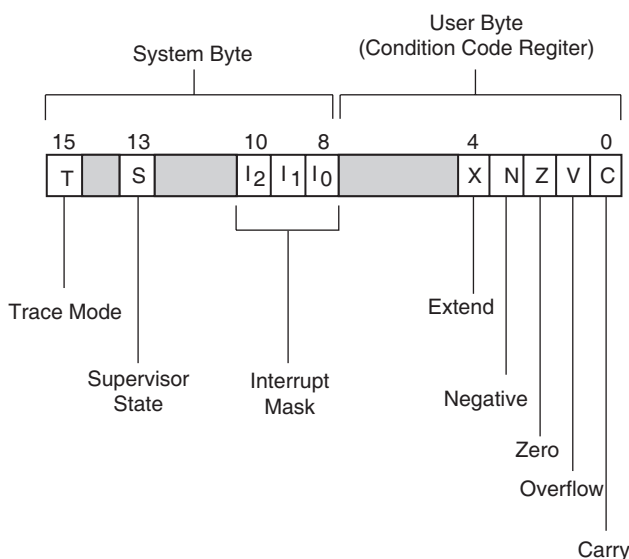 User Byte
(Condition Code Regiter)
System Byte
15 13 10 8 4 0
T S I2 I1 I0 X N Z V C
Trace Mode
Extend
Supervisor
State
Interrupt
Mask
Negative
Zero
Overflow
Carry